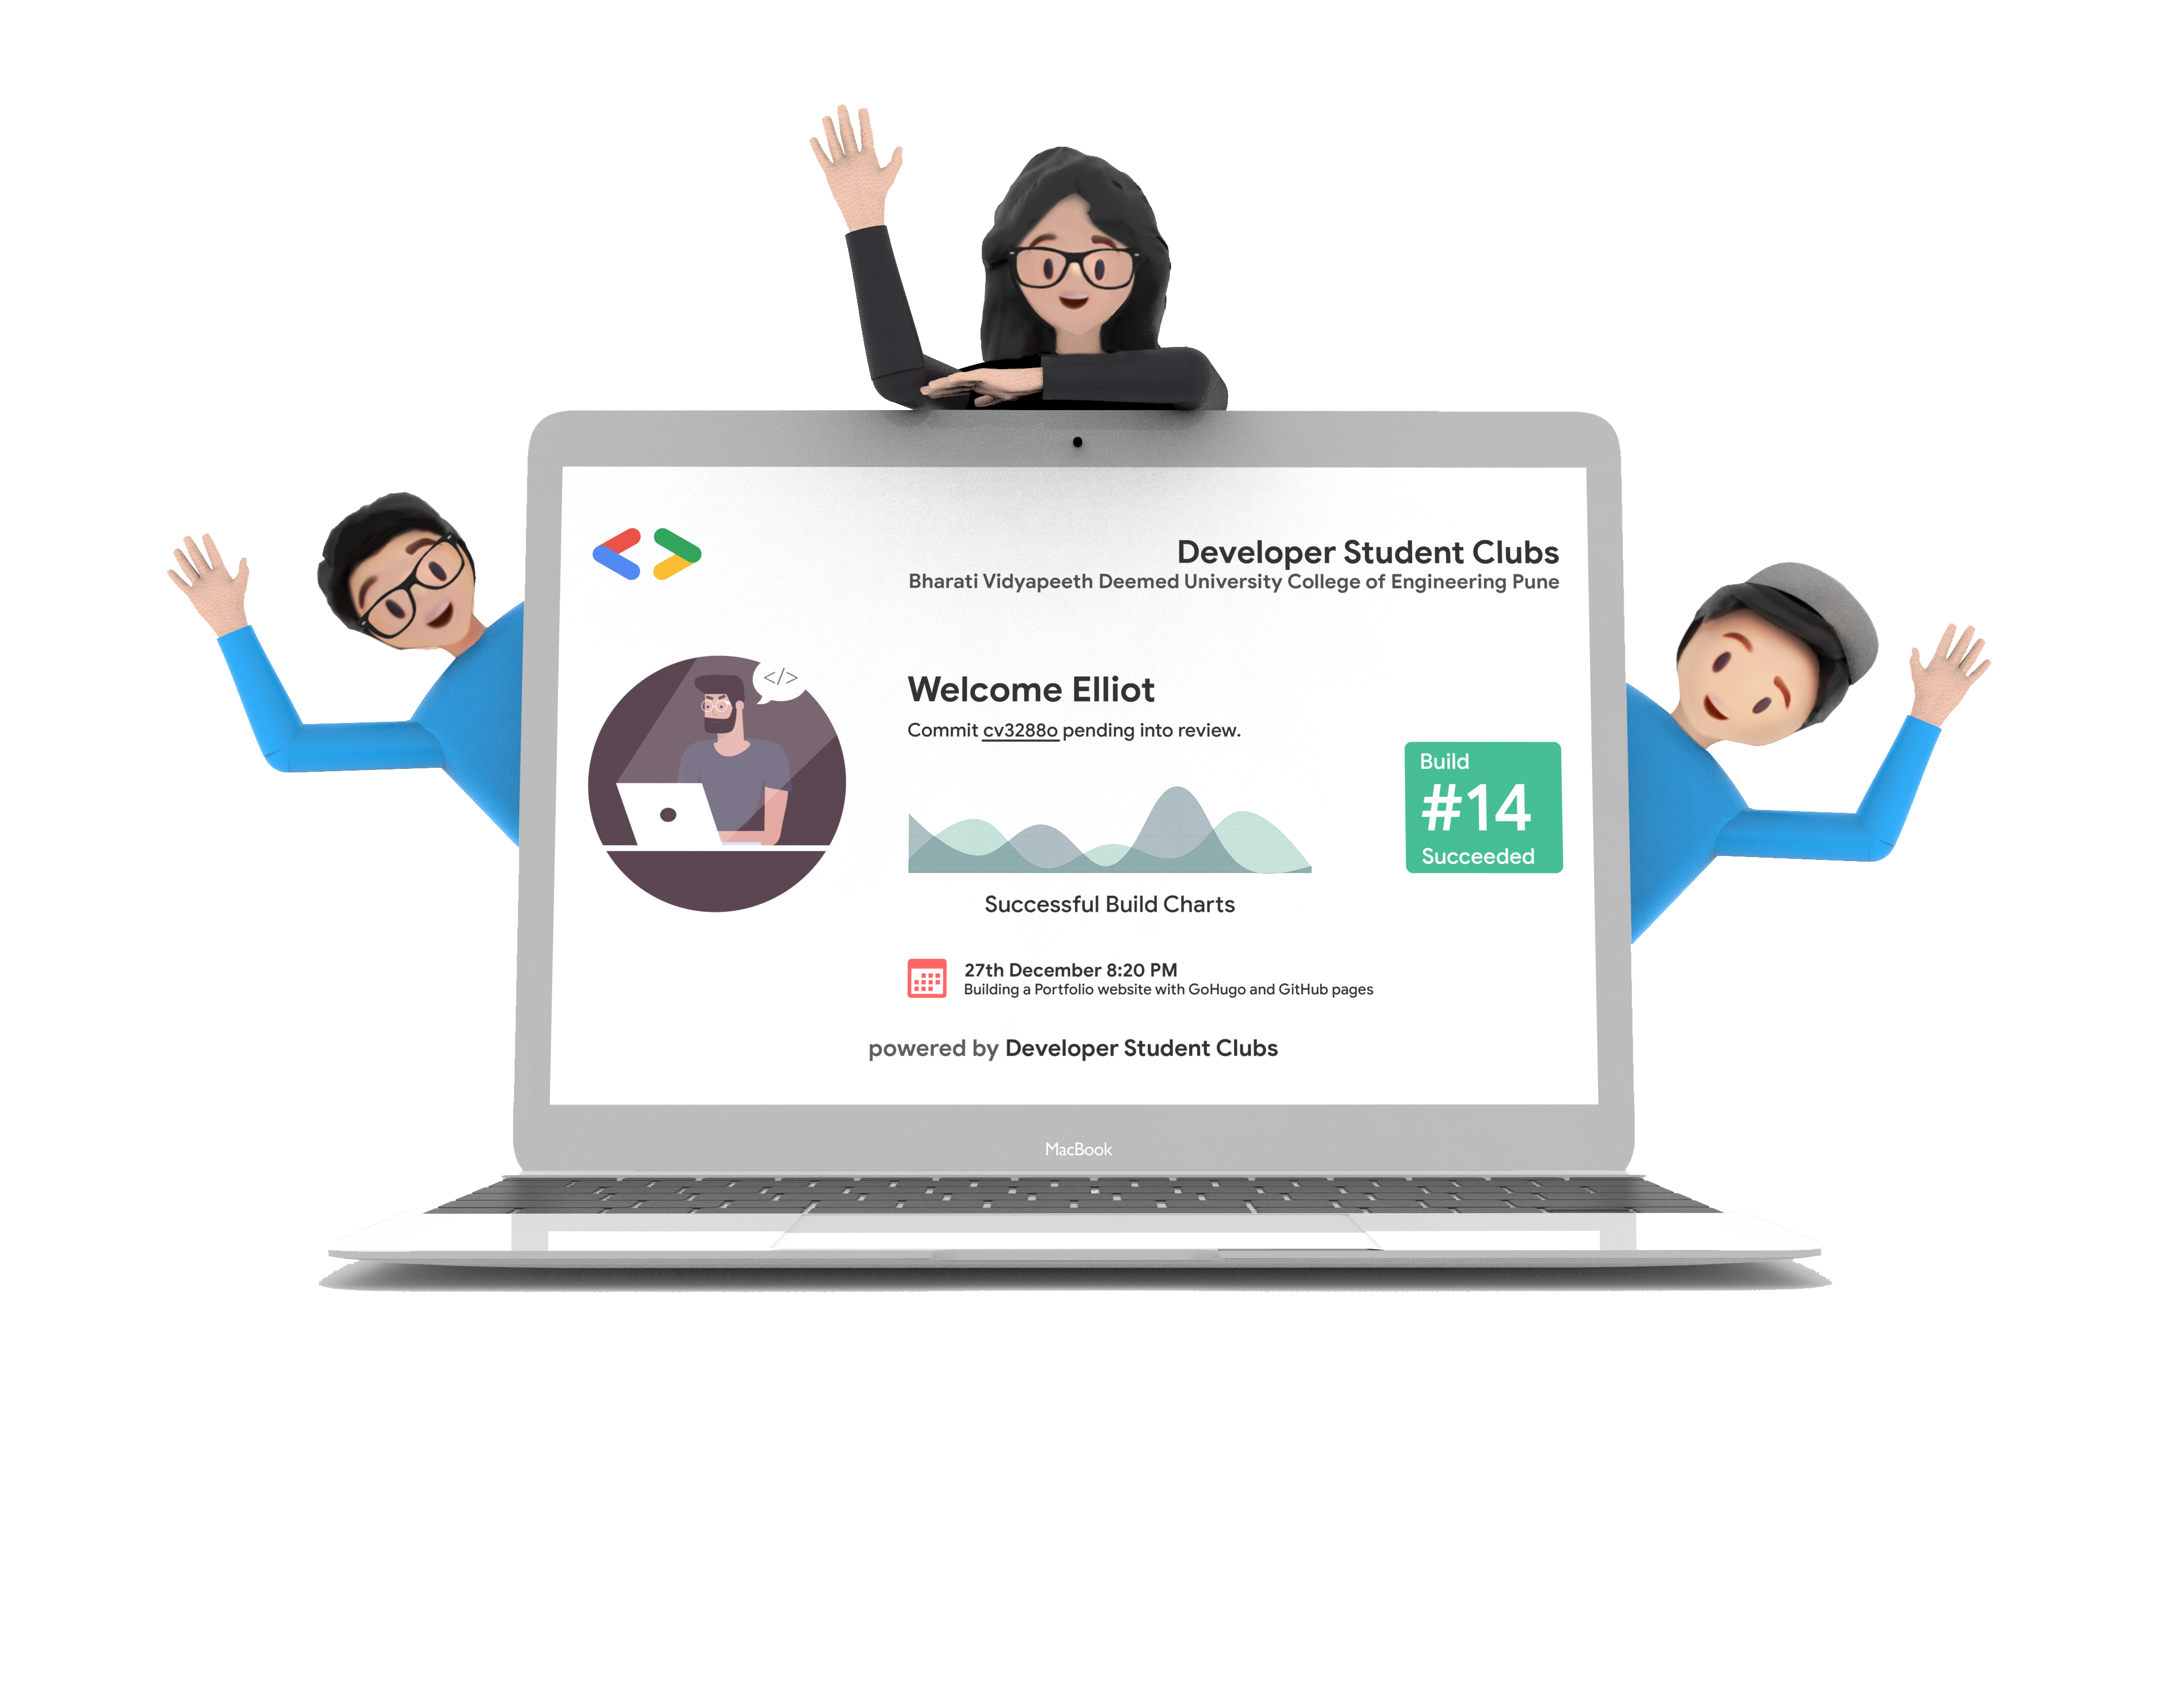 Developer Student Clubs
Bharati Vidyapeeth Deemed University College of Engineering Pune
</>
Welcome Elliot
Commit cv3288o pending into review.
Build
#14
Succeeded
Successful Build Charts
27th December 8:20 PM
Building a Portfolio website with GoHugo and GitHub pages
powered by Developer Student Clubs
MacBook